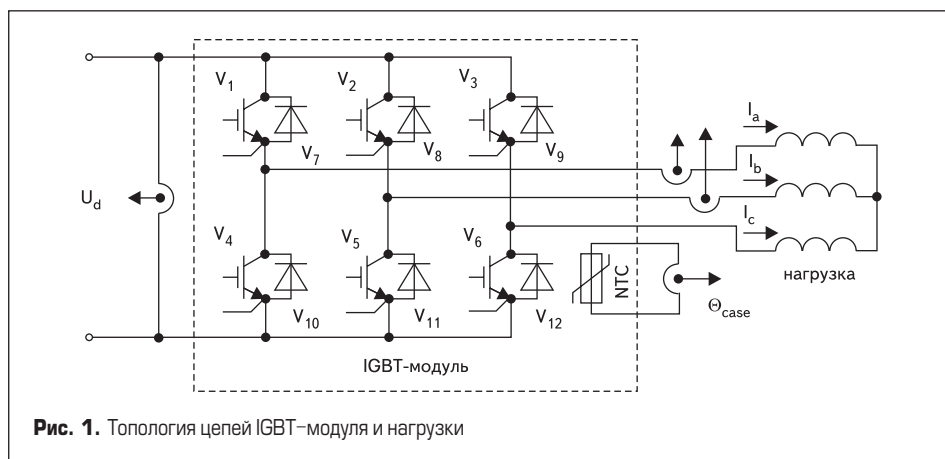 V1
V2
V3
V7
V8
V9
Ia
Ib
Ic
Ud
V4
V5
V6
NTC
нагрузка
Θcase
V10
V11
V12
IGBT-модуль
Рис. 1. Топология цепей IGBT-модуля и нагрузки